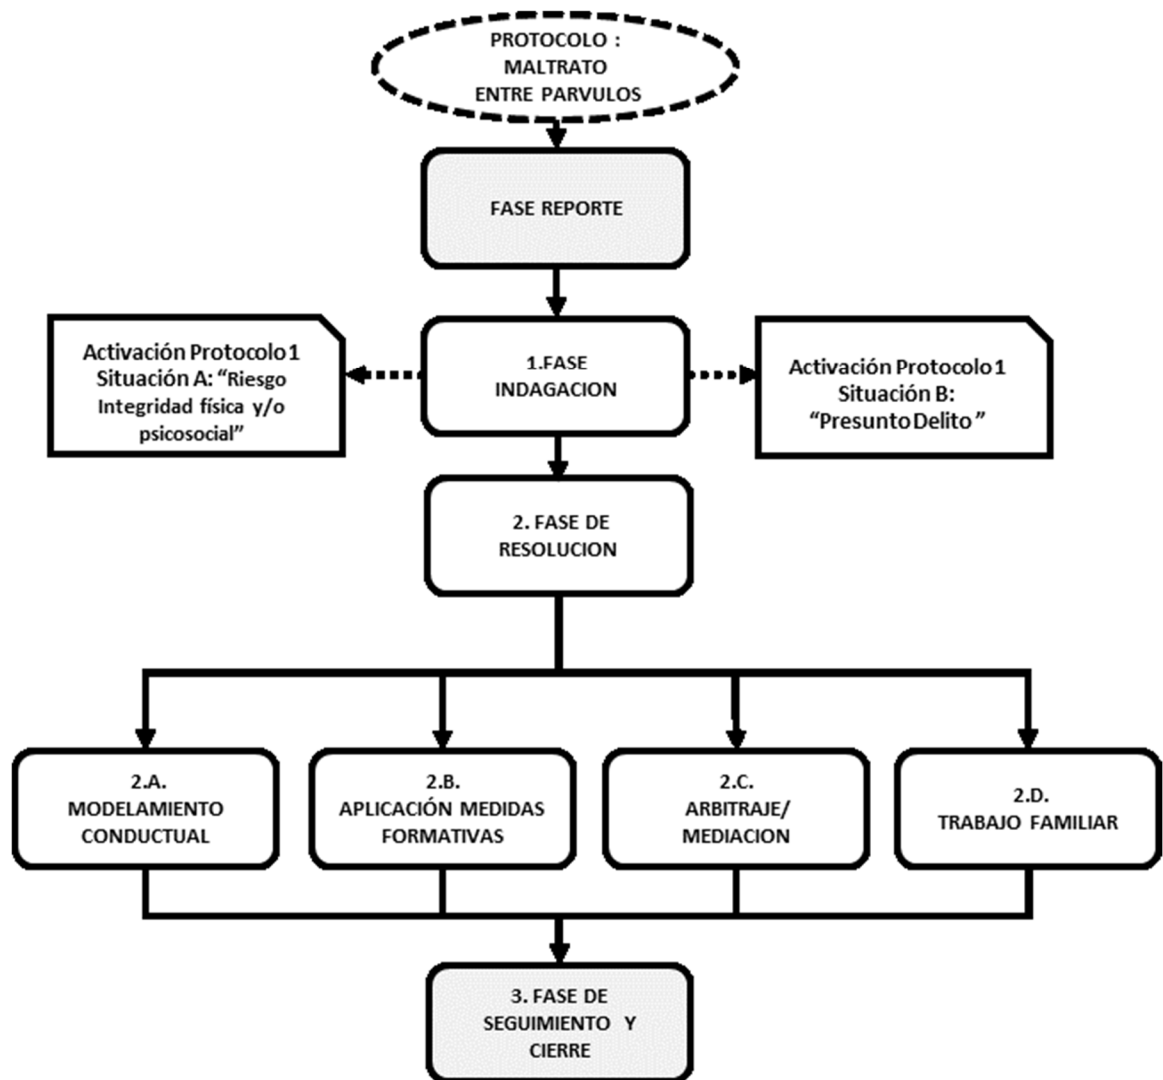 PROTOCOLO :
MALTRATO
ENTRE PARVULOS
FASE REPORTE
Activación Protocolo 1
Situación A: “Riesgo
Integridad física y/o
psicosocial”
1.FASE
INDAGACION
Activación Protocolo 1
Situación B:
“Presunto Delito ”
2. FASE DE
RESOLUCION
2.A.
MODELAMIENTO
CONDUCTUAL
2.B.
APLICACIÓN MEDIDAS
FORMATIVAS
2.C.
ARBITRAJE/
MEDIACION
2.D.
TRABAJO FAMILIAR
3. FASE DE
SEGUIMIENTO Y
CIERRE